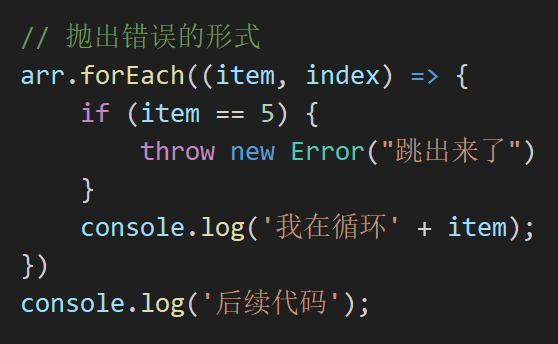 // 抛出错误的形式
arr.forEach((item, index) => {
    if (item == 5) {
        throw new Error("跳出来了")
    }
    console.log('我在循环' + item);
})
console.log('后续代码');